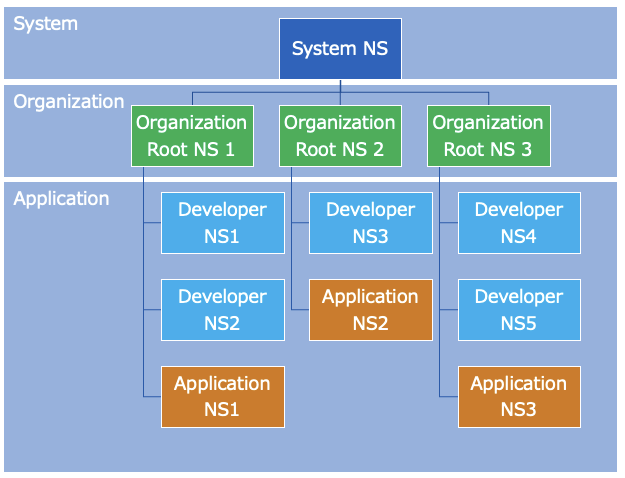 System
System NS
Organization
Organization
Root NS 1
Organization
Root NS 2
Organization
Root NS 3
Application
Developer
NS1
Developer
NS3
Developer
NS4
Developer
NS2
Application
NS2
Developer
NS5
Application
NS1
Application
NS3